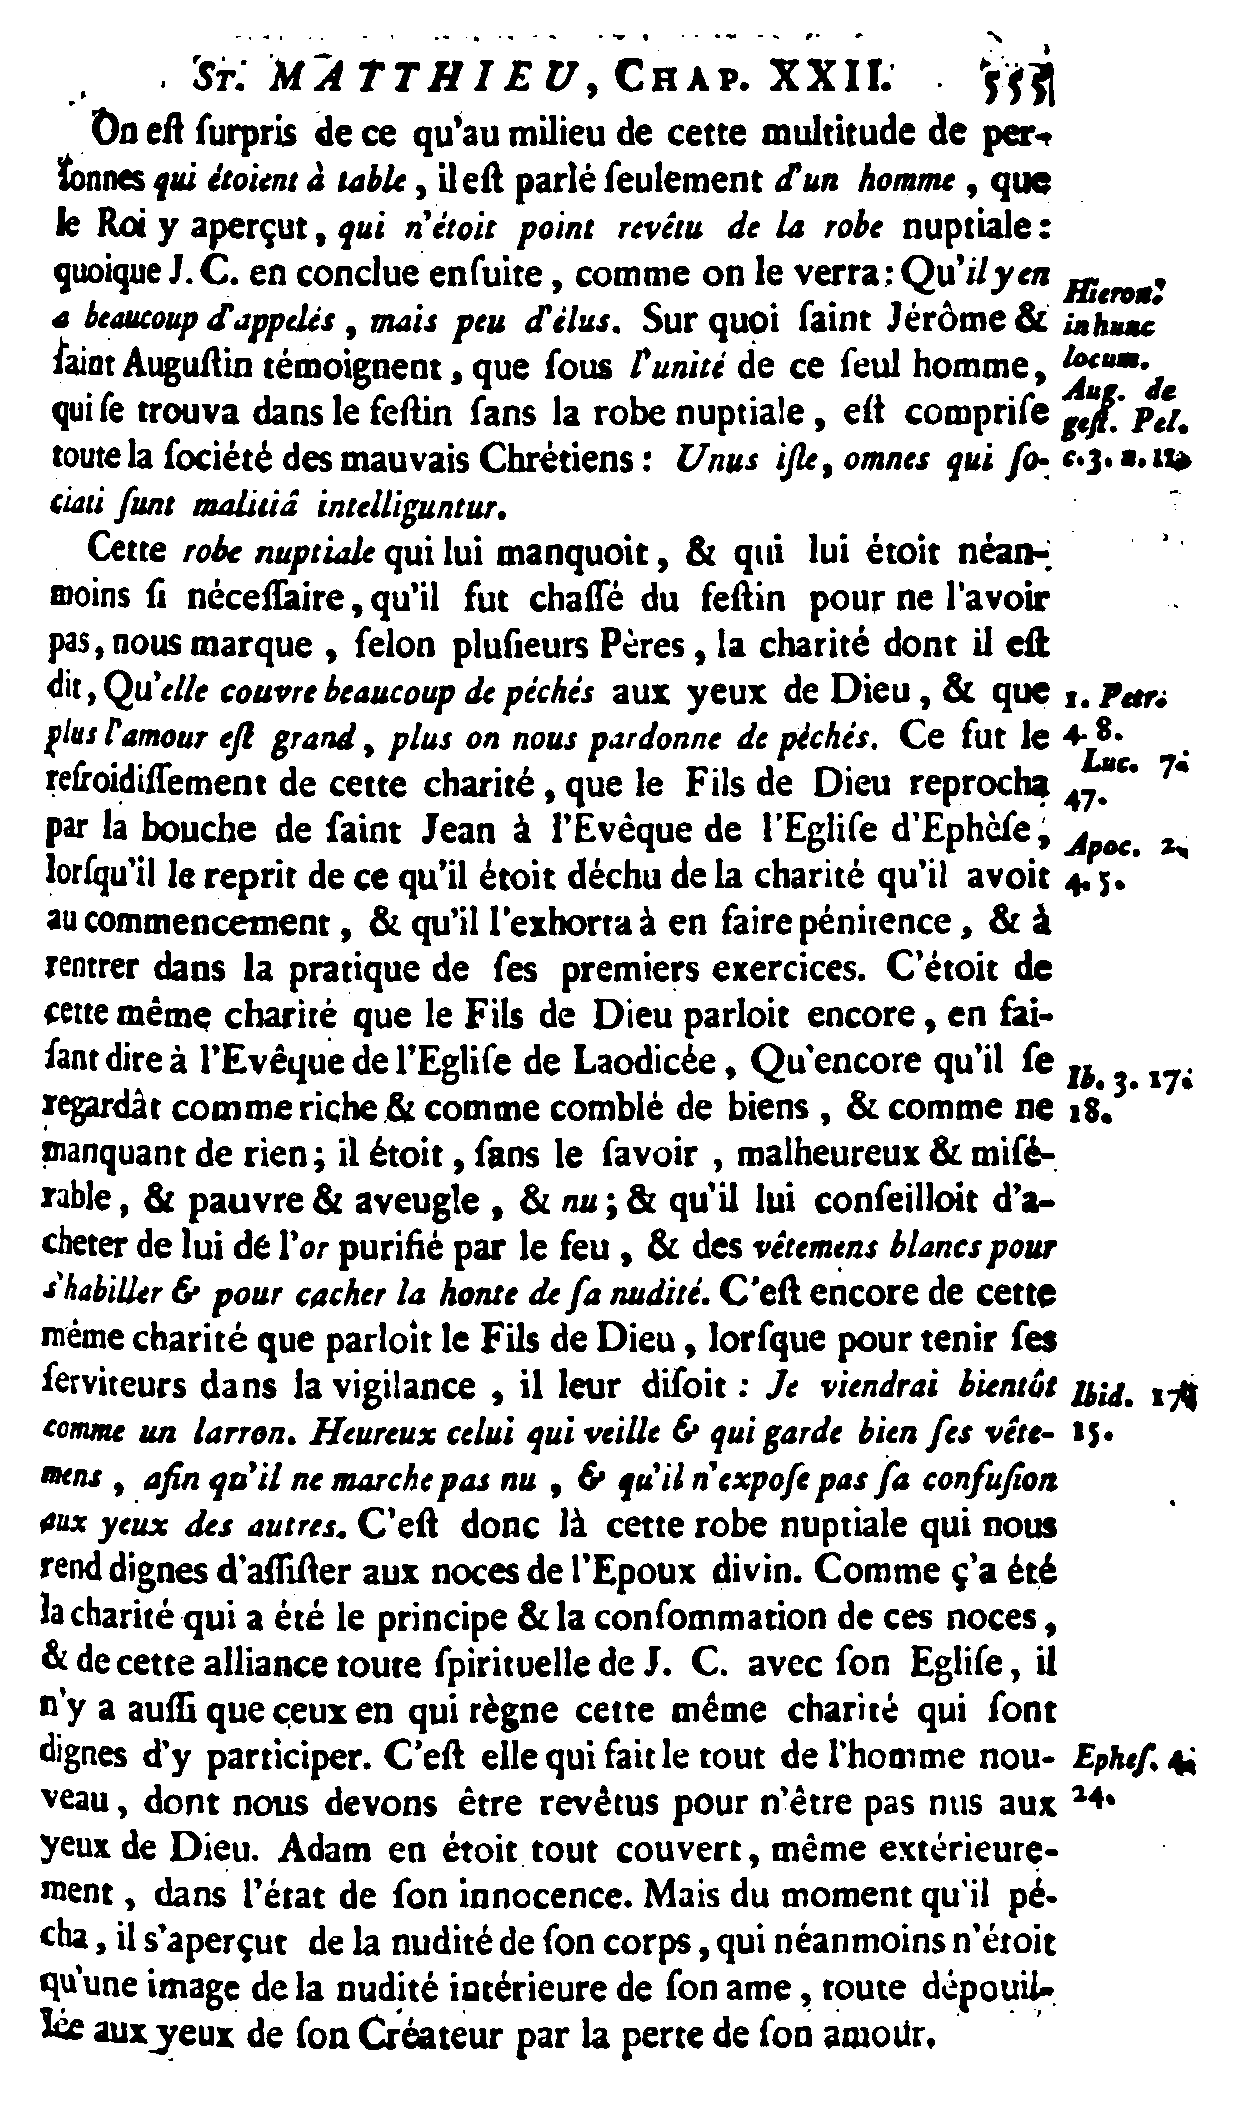 ST. MATTHIEU, CHAP. XXII. 555
On eſt ſurpris de ce qu'au milieu de cette multitude de per-
ſonnes qui étoient à table, il eſt parlé ſeulement d'un homme, que
le Roi y aperçut, qui n'étoit point revêtu de la robe nuptiale:
quoique J. C. en conclue enſuite, comme on le verra: Qu'il y en
a beaucoup d'appelés, mais peu d'élus. Sur quoi ſaint Jérôme &
ſaint Auguſtin témoignent, que ſous l'unité de ce ſeul homme,
qui ſe trouva dans le feſtin ſans la robe nuptiale, eſt compriſe
toute la ſociété des mauvais Chrétiens: Unus iſte, omnes qui ſo-
ciati ſunt malitiâ intelliguntur.
Hieron.
in hunc
locum.
Aug. de
geſt. Pel.
c. 3. n.
Cette robe nuptiale qui lui manquoit, & qui lui étoit néan-
moins ſi néceſſaire, qu'il fut chaſſé du feſtin pour ne l'avoir
pas, nous marque, ſelon pluſieurs Pères, la charité dont il eſt
dit, Qu'elle couvre beaucoup de péchés aux yeux de Dieu, & que
plus l'amour eſt grand, plus on nous pardonne de péchés. Ce fut le
refroidiſſement de cette charité, que le Fils de Dieu reprocha
par la bouche de ſaint Jean à l'Evêque de l'Egliſe d'Ephèſe,
lorſqu'il le reprit de ce qu'il étoit déchu de la charité qu'il avoit
au commencement, & qu'il l'exhorta à en faire pénitence, & à
rentrer dans la pratique de ſes premiers exercices. C'étoit de
cette même charité que le Fils de Dieu parloit encore, en fai-
ſant dire à l'Evêque de l'Egliſe de Laodicée, Qu'encore qu'il ſe
regardât comme riche & comme comblé de biens, & comme ne
manquant de rien; il étoit, ſans le ſavoir, malheureux & miſé-
rable, & pauvre & aveugle, & nu; & qu'il lui conſeilloit d'a-
cheter de lui dé l'or purifié par le feu, & des vêtemens blancs pour
s'habiller & pour cacher la honte de ſa nudité. C'eſt encore de cette
même charité que parloit le Fils de Dieu, lorſque pour tenir ſes
ſerviteurs dans la vigilance, il leur diſoit: Je viendrai bientôt
comme un larron. Heureux celui qui veille & qui garde bien ſes vête-
mens, afin qu'il ne marche pas nu, & qu'il n'expoſe pas ſa confuſion
aux yeux des autres. C'eſt donc là cette robe nuptiale qui nous
rend dignes d'aſſiſter aux noces de l'Epoux divin. Comme ç'a été
la charité qui a été le principe & la conſommation de ces noces,
& de cette alliance toute ſpirituelle de J. C. avec ſon Egliſe, il
n'y a auſſi que ceux en qui règne cette même charité qui ſont
dignes d'y participer. C'eſt elle qui fait le tout de l'homme nou-
veau, dont nous devons être revêtus pour n'être pas nus aux
yeux de Dieu. Adam en étoit tout couvert, même extérieure-
ment, dans l'état de ſon innocence. Mais du moment qu'il pé-
cha, il s'aperçut de la nudité de ſon corps, qui néanmoins n'étoit
qu'une image de la nudité intérieure de ſon ame, toute dépouil-
lée aux yeux de ſon Créateur par la perte de ſon amour.
1. Petr.
4. 8.
Luc. 7.
47.
Apoc. 2.
4. 5.
Ib. 3. 17.
18.
Ibid.
15.
Epheſ. 4.
24.